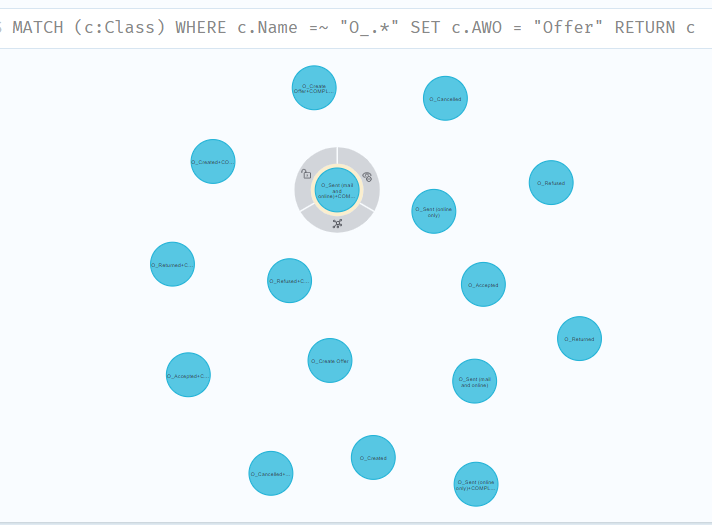 MATCH (c:Class) WHERE c.Name =~ "O_.*" SET c.AWO = "Offer" RETURN c
O_Create
Offer+COMPL...
O_Cancelled
O_Created+CO...
O_Sent (mail
and
online)+COM...
O_Refused
O_Sent (online
only)
O_Returned+C...
O_Refused+C...
O_Accepted
O_Returned
O_Create Offer
O_Accepted+C...
O_Sent (mail
and online)
O_Created
O_Cancelled+...
O_Sent (online
only)+COMPL...